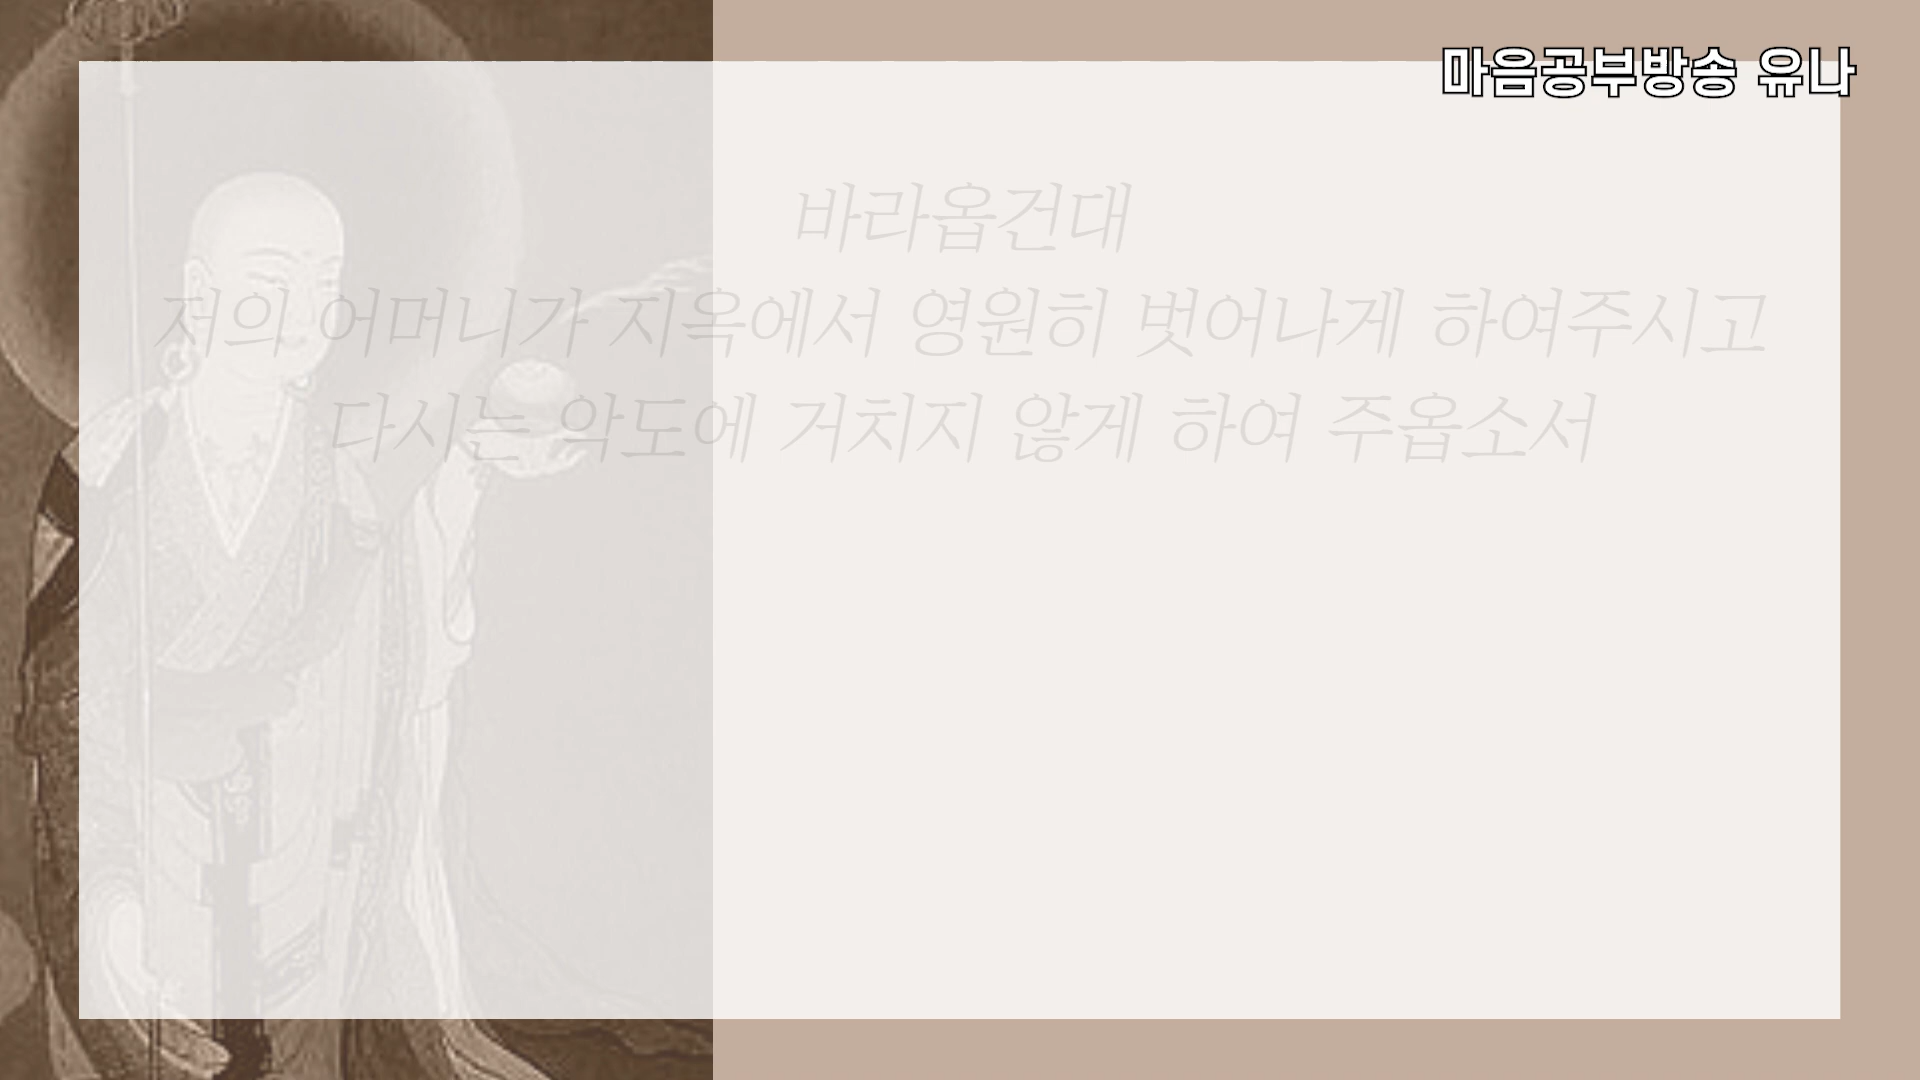 마음공부방송 유나
바라옵건대
저의 어머니가 지옥에서 영원히 벗어나게 하여주시고
다시는 악도에 거치지 않게 하여 주옵소서